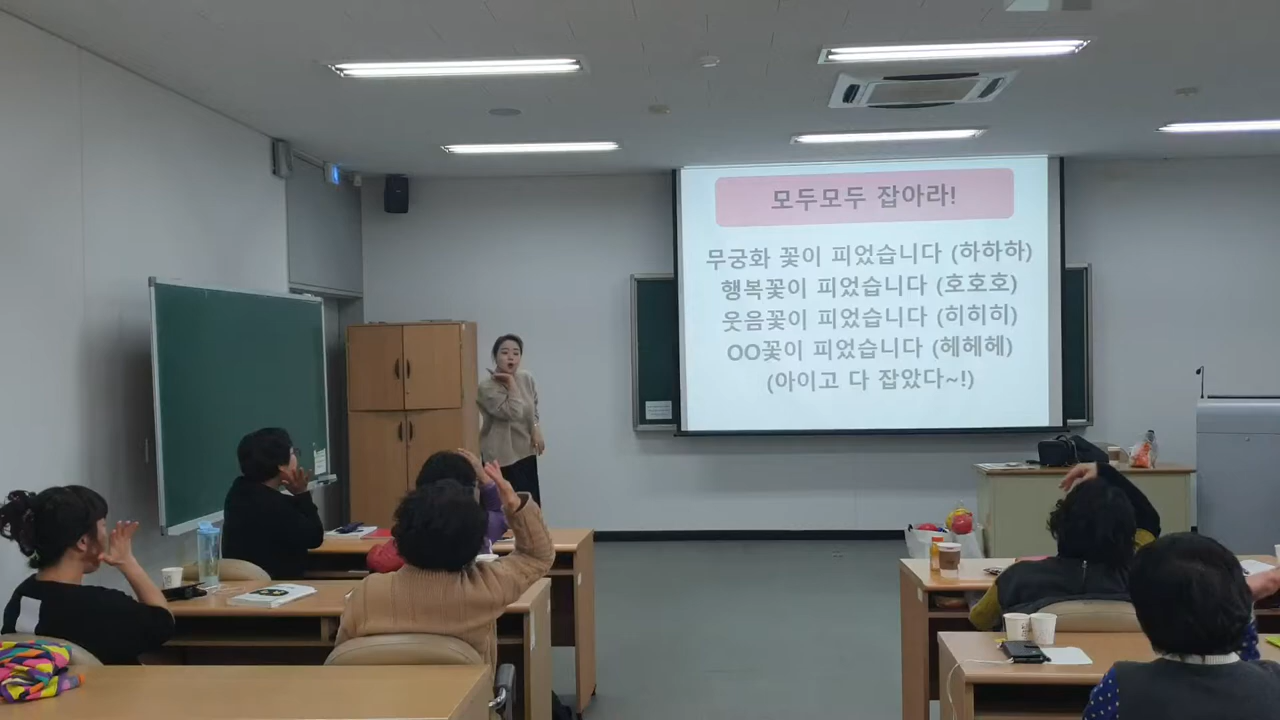 모두모두 잡아라!
무궁화 꽃이 피었습니다 (하하하)
행복꽃이 피었습니다 (호호호)
웃음꽃이 피었습니다 (히히히)
OO꽃이 피었습니다 (헤헤헤)
(아이고 다 잡았다~!)